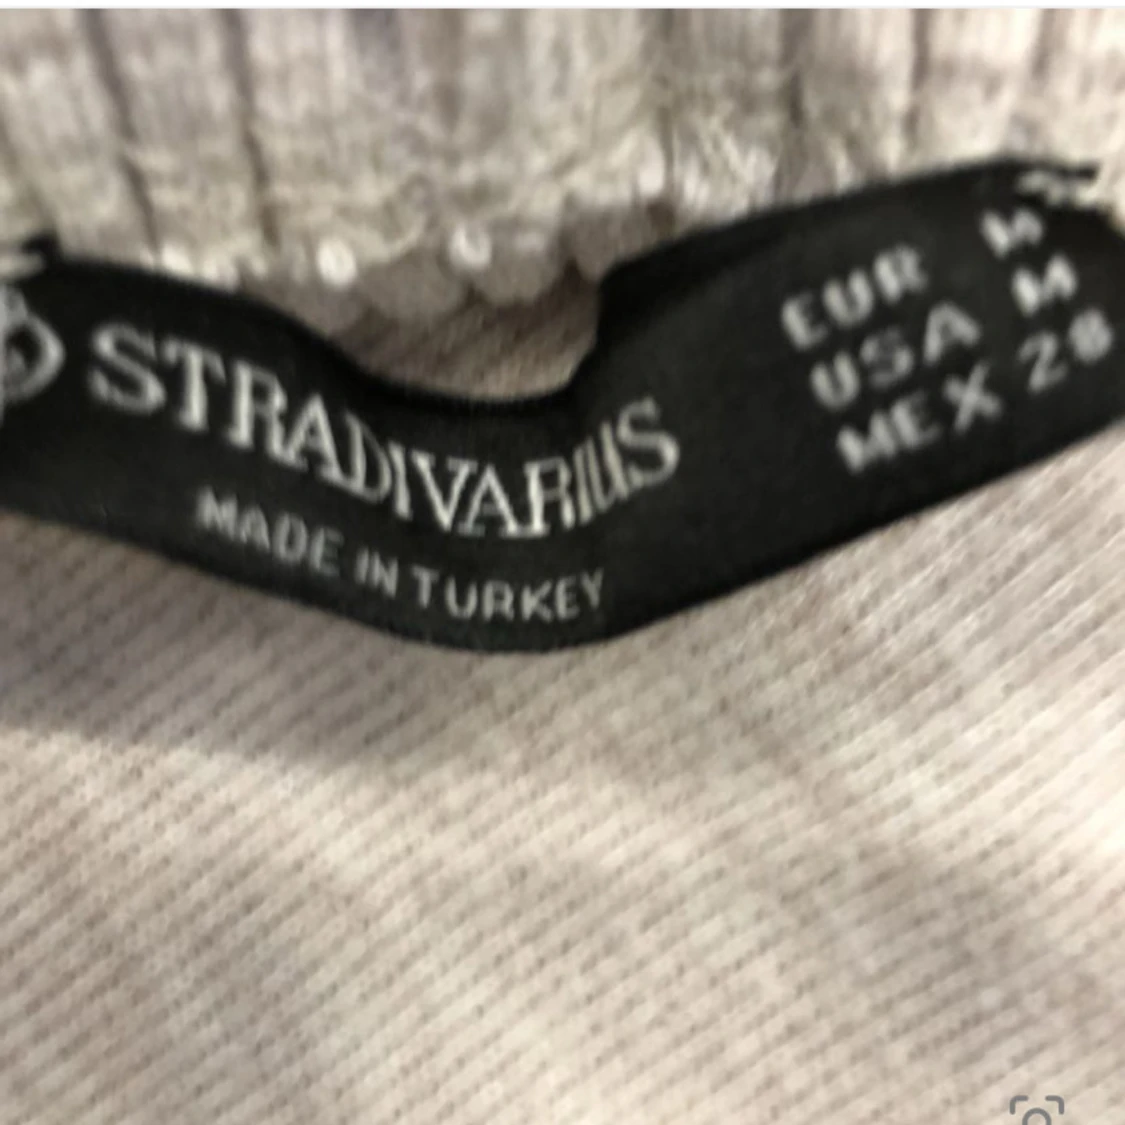 STRADIVARIUS
MADE IN TURKEY
EUR M
USA M
MEX 28